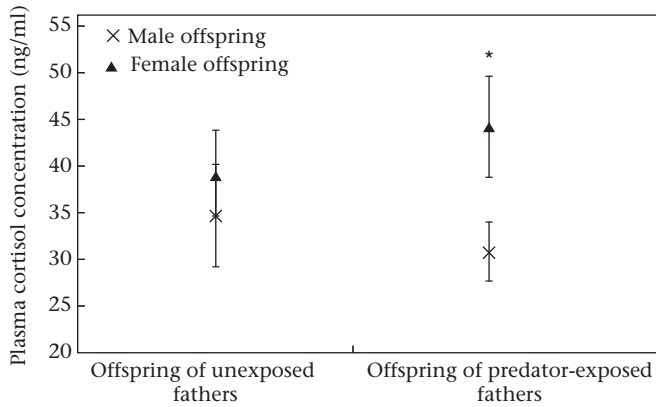 Plasma cortisol concentration (ng/ml)
55
50
45
40
35
30
25
20
Male offspring
Female offspring
*
Offspring of unexposed
fathers
Offspring of predator-exposed
fathers